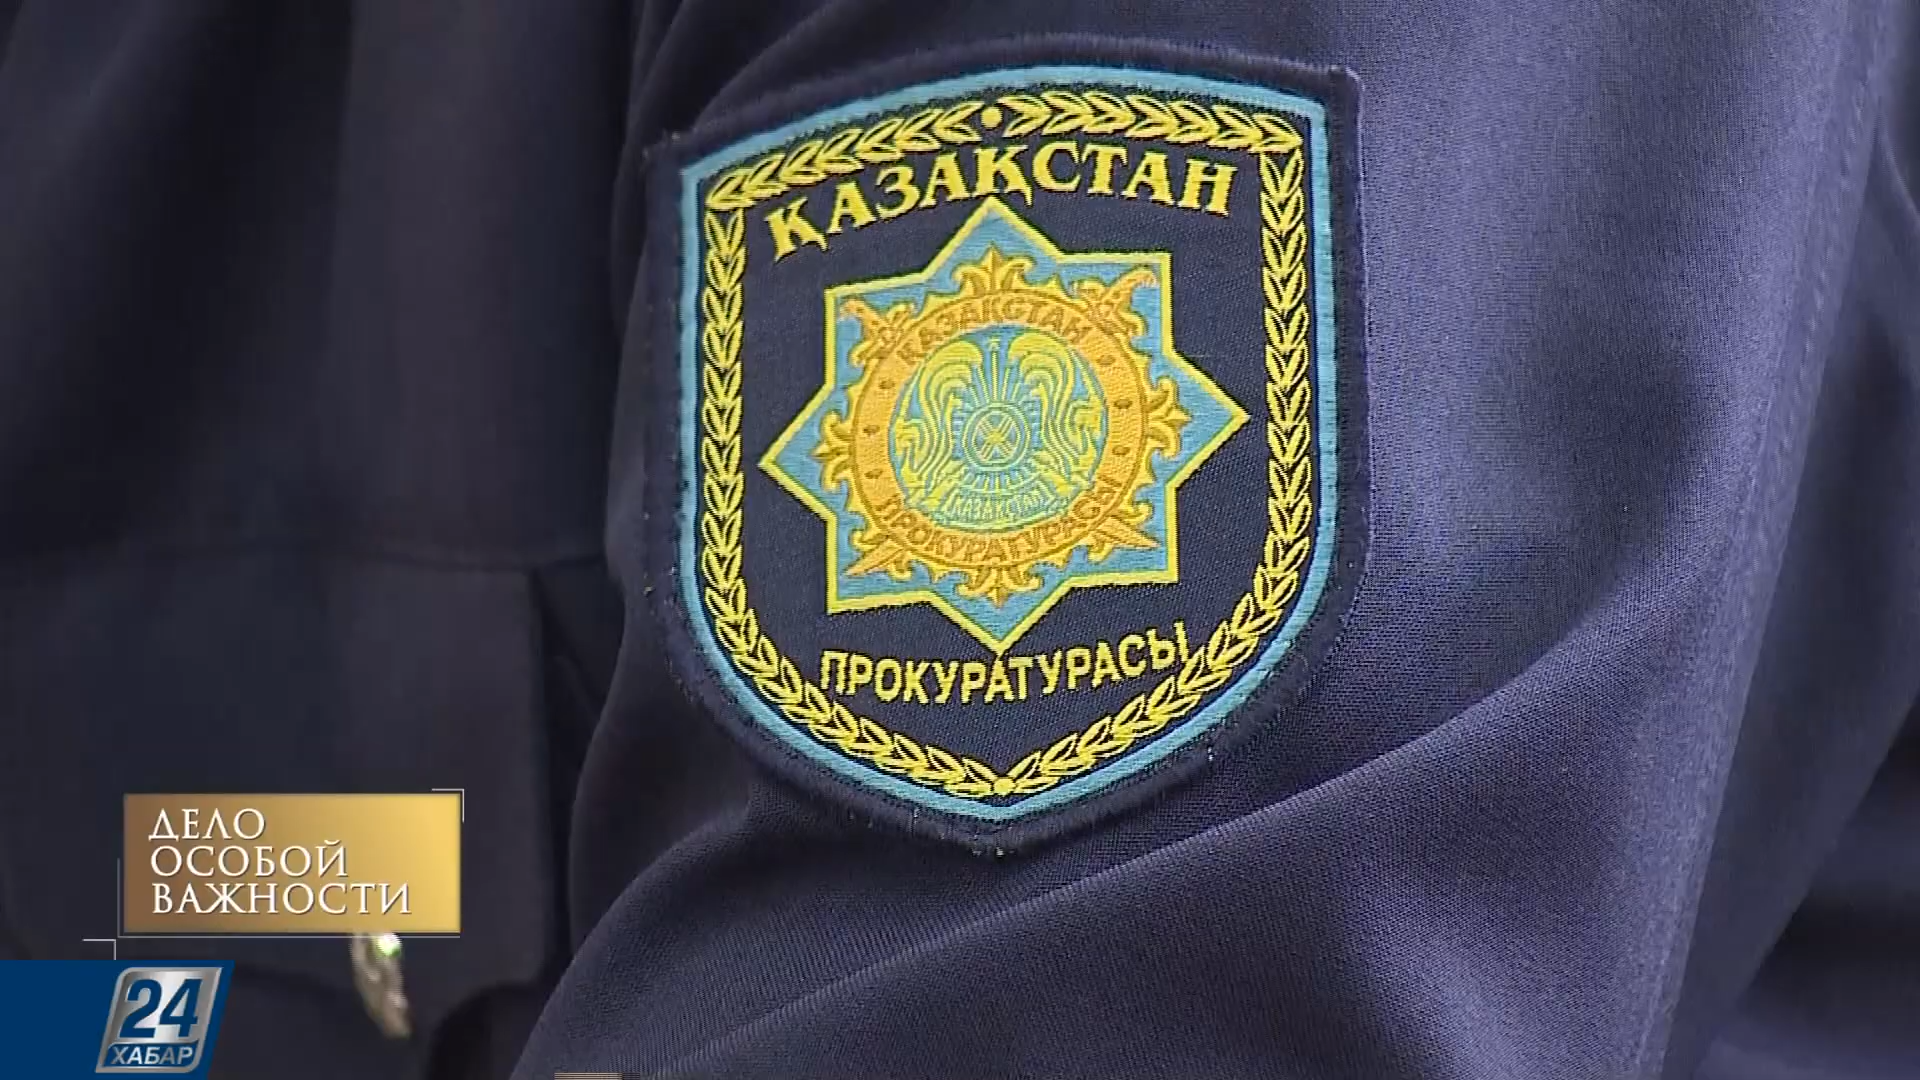 ҚАЗАҚСТАН
ҚАЗАҚСТАН
ҚАЗАҚСТАН
ПРОКУРАТУРАСЫ
ПРОКУРАТУРАСЫ
ДЕЛО
ОСОБОЙ
ВАЖНОСТИ
24
ХАБАР